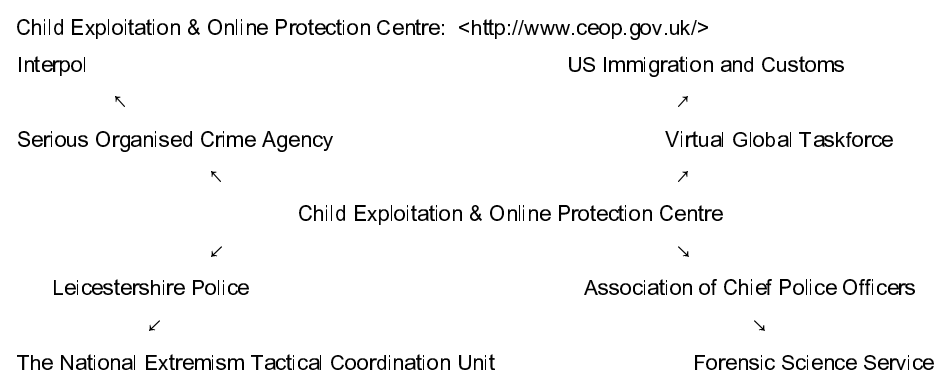 Child Exploitation & Online Protection Centre: <http://www.ceop.gov.uk/>
Interpol US Immigration and Customs
↖ ↗
Serious Organised Crime Agency Virtual Global Taskforce
↖ ↗
Child Exploitation & Online Protection Centre
↙ ↘
Leicestershire Police Association of Chief Police Officers
↙ ↘
The National Extremism Tactical Coordination Unit Forensic Science Service